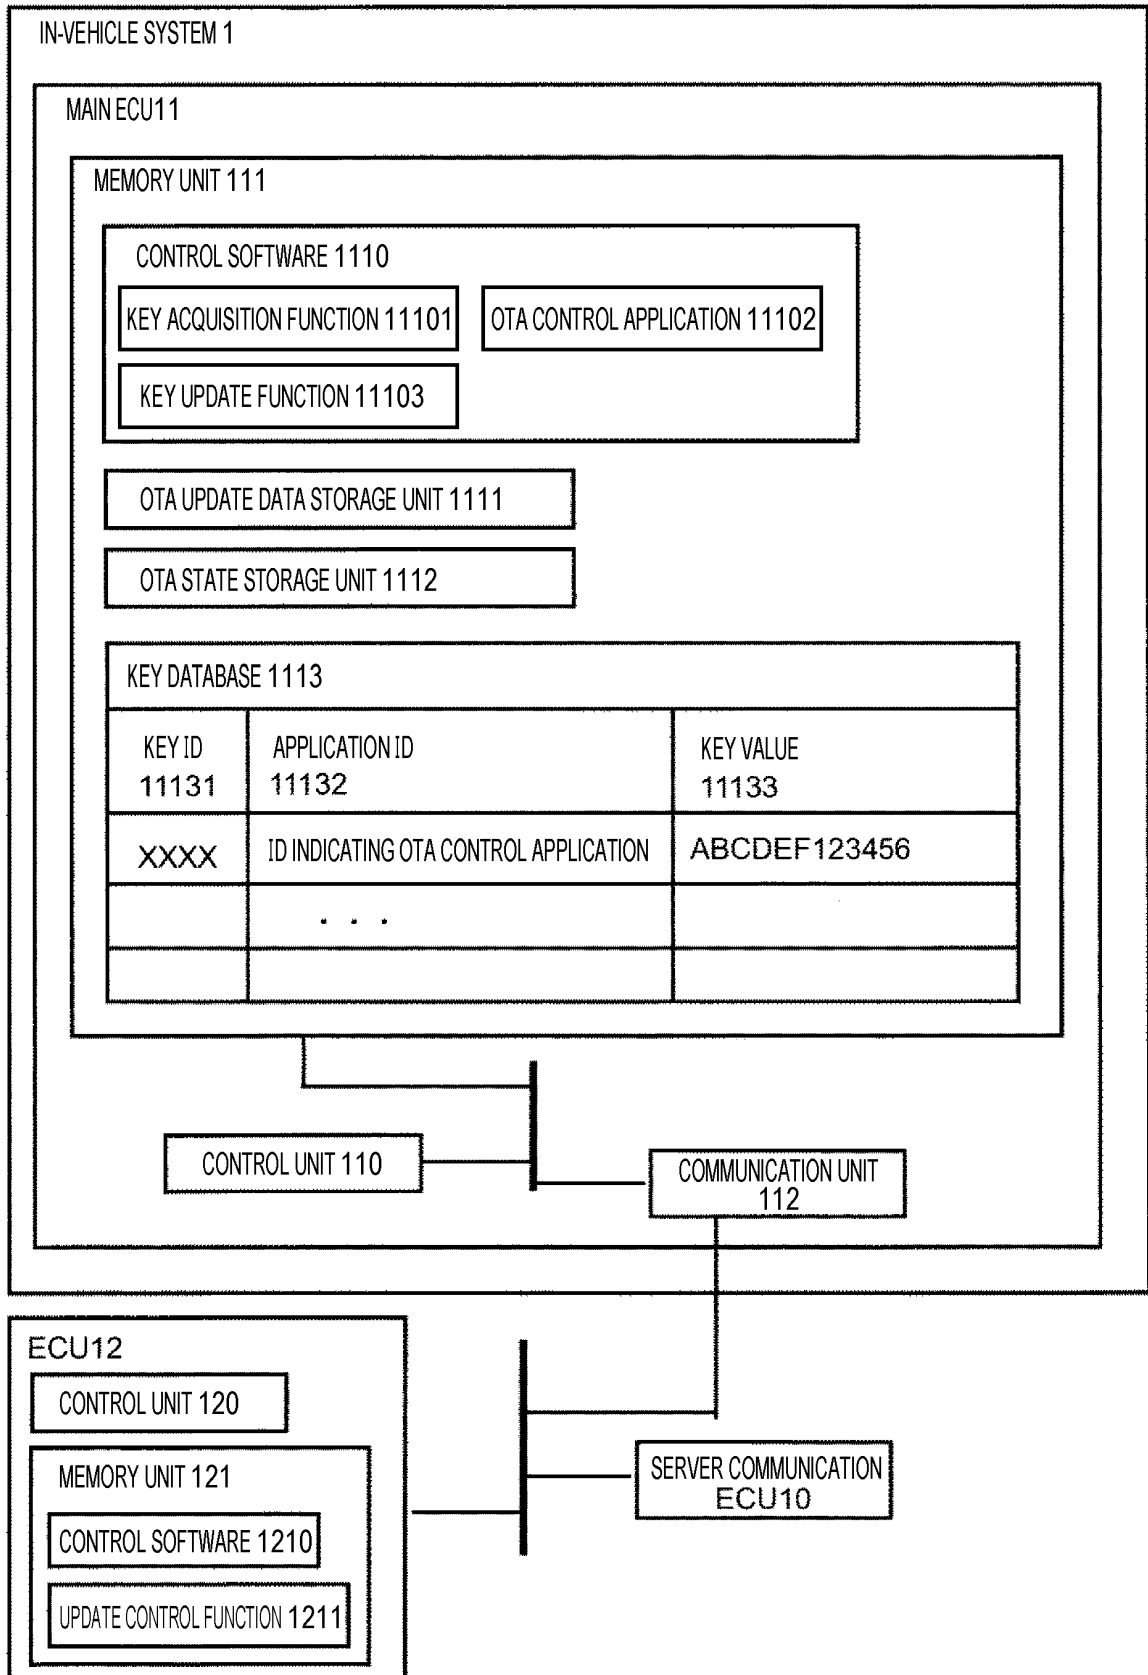 IN-VEHICLE SYSTEM 1
MAIN ECU11
MEMORY UNIT 111
CONTROL SOFTWARE 1110
KEY ACQUISITION FUNCTION 11101
OTA CONTROL APPLICATION 11102
KEY UPDATE FUNCTION 11103
OTA UPDATE DATA STORAGE UNIT 1111
OTA STATE STORAGE UNIT 1112
KEY DATABASE 1113
KEY ID
11131
APPLICATION ID
11132
KEY VALUE
11133
XXXX
ID INDICATING OTA CONTROL APPLICATION
ABCDEF123456
. . .
CONTROL UNIT 110
COMMUNICATION UNIT
112
ECU12
CONTROL UNIT 120
MEMORY UNIT 121
CONTROL SOFTWARE 1210
UPDATE CONTROL FUNCTION 1211
SERVER COMMUNICATION
ECU10